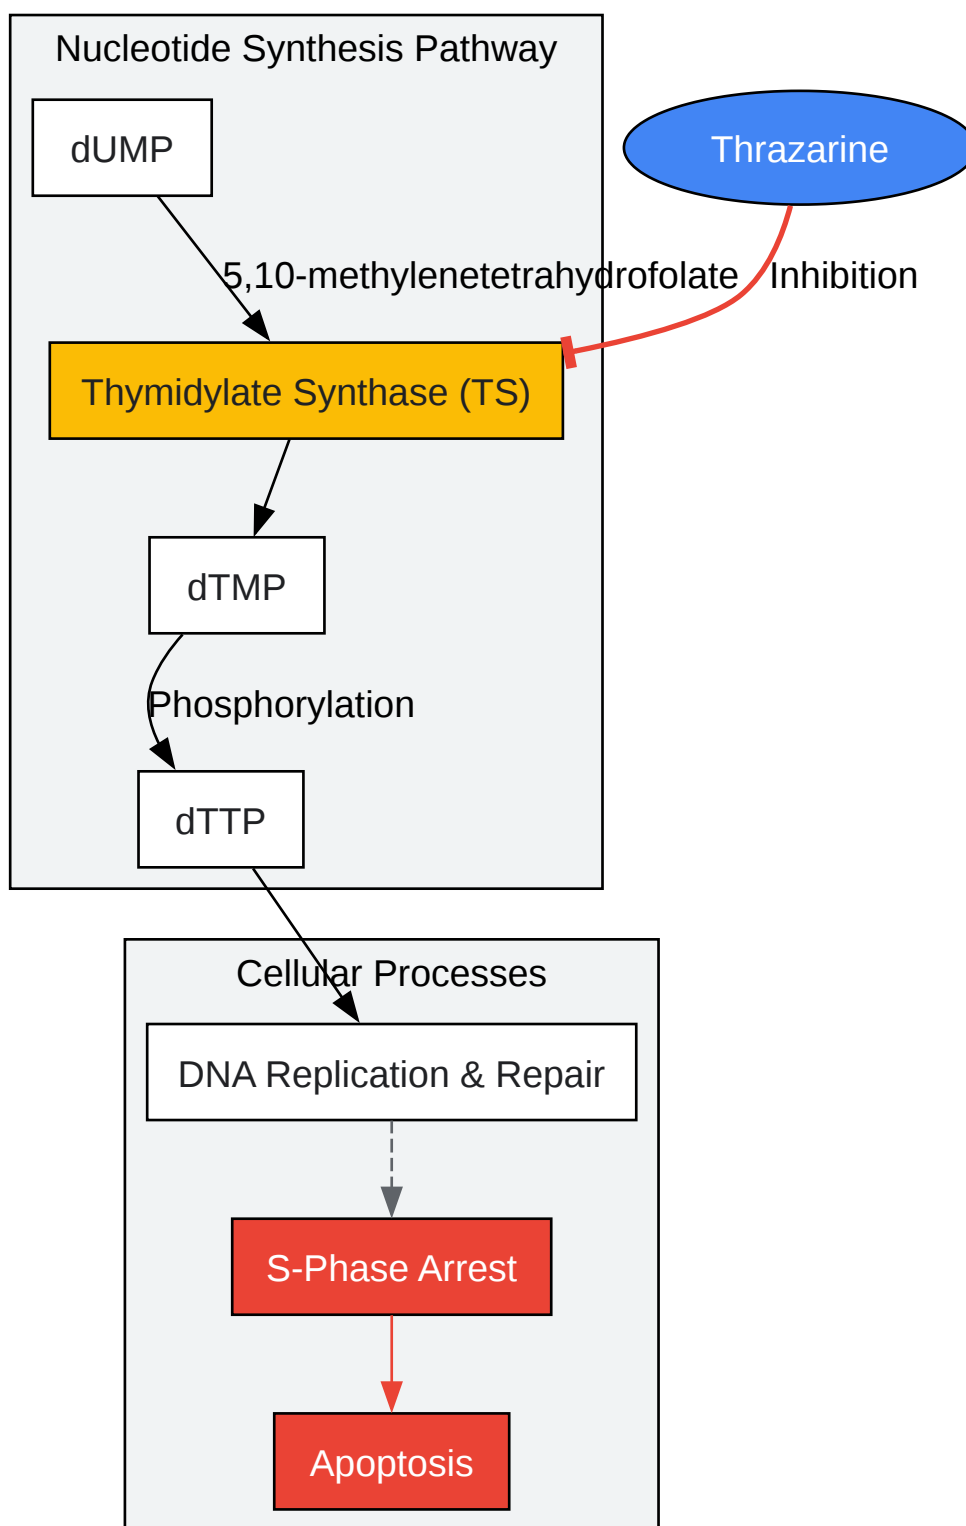 Nucleotide Synthesis Pathway
dUMP
Thrazarine
5,10-methylenetetrahydrofolate
Inhibition
Thymidylate Synthase (TS)
dTMP
Phosphorylation
dTTP
Cellular Processes
DNA Replication & Repair
S-Phase Arrest
Apoptosis